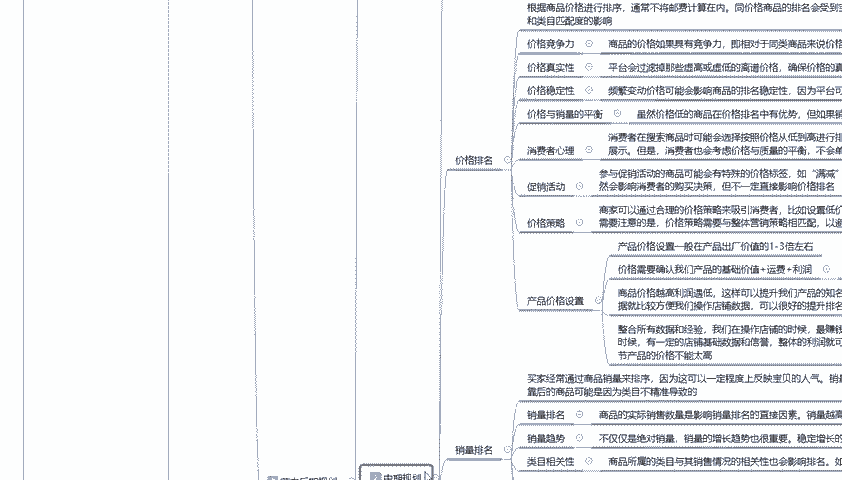 根据商品价格进行排序，通常不将邮费计算在内。同价格商品的排名会受到
和类目匹配度的影响
价格竞争力
商品的价格如果具有竞争力，即相对于同类商品来说价格
价格真实性
平台会过滤掉那些虚高或虚低的离谱价格，确保价格的真
价格稳定性
频繁变动价格可能会影响商品的排名稳定性，因为平台可
价格与销量的平衡
虽然价格低的商品在价格排名中有优势，但如果销
消费者心理
消费者在搜索商品时可能会选择按照价格从低到高进行排
展示。但是，消费者也会考虑价格与质量的平衡，不会单
价格排名
促销活动
参与促销活动的商品可能会有特殊的价格标签，如“满减”
然会影响消费者的购买决策，但不一定直接影响价格排名
价格策略
商家可以通过合理的价格策略来吸引消费者，比如设置低价
需要注意的是，价格策略需要与整体营销策略相匹配，以避
产品价格设置一般在产品出厂价值的1-3倍左右
价格需要确认我们产品的基础价值+运费+利润
产品价格设置
商品价格越高利润遇低，这样可以提升我们产品的知名
据就比较方便我们操作店铺数据，可以很好的提升排名
整合所有数据和经验，我们在操作店铺的时候，最赚钱
时候，有一定的店铺基础数据和信誉，整体的利润就可
节产品的价格不能太高
买家经常通过商品销量来排序，因为这可以一定程度上反映宝贝的人气。销量
靠后的商品可能是因为类目不精准导致的
销量排名
商品的实际销售数量是影响销量排名的直接因素。销量越高
销量趋势
不仅仅是绝对销量，销量的增长趋势也很重要。稳定增长的
销量排名
类目相关性
商品所属的类目与其销售情况的相关性也会影响排名。如
中期规划